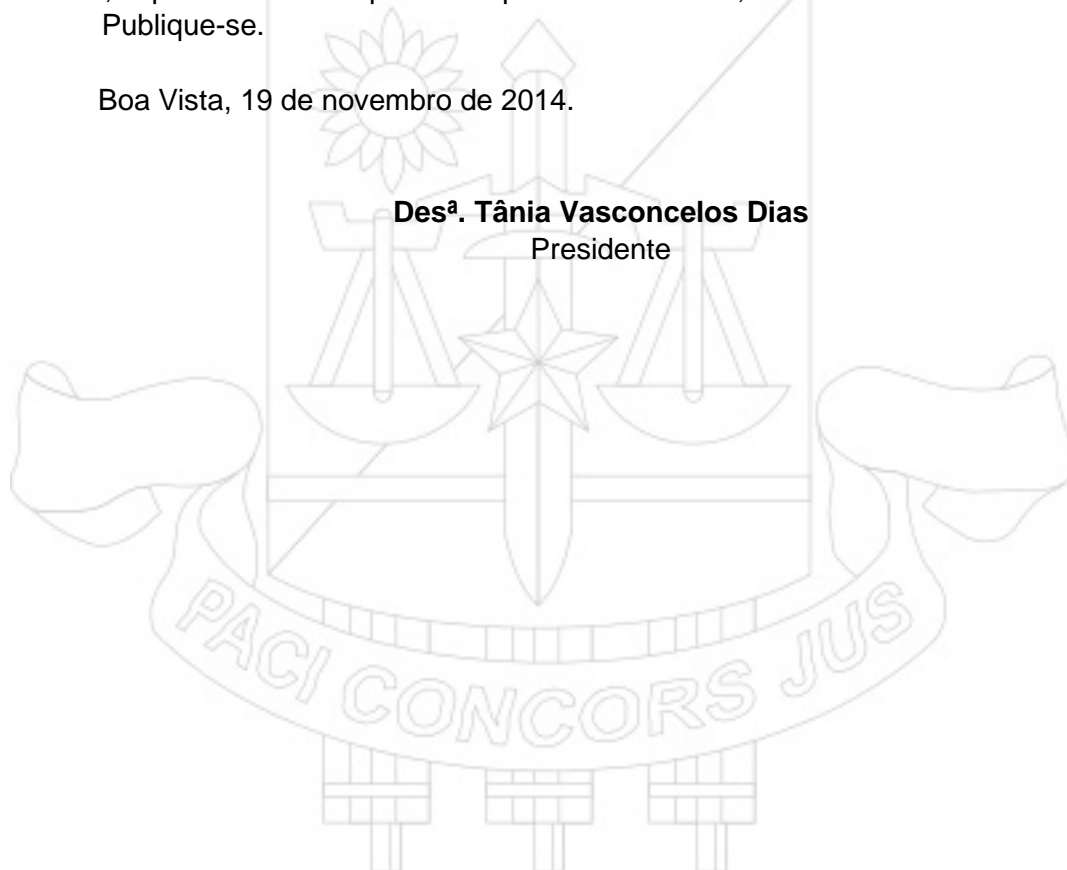 Publique-se.
Boa Vista, 19 de novembro de 2014.
Desª. Tânia Vasconcelos Dias
Presidente
PACI CONCORS JUS